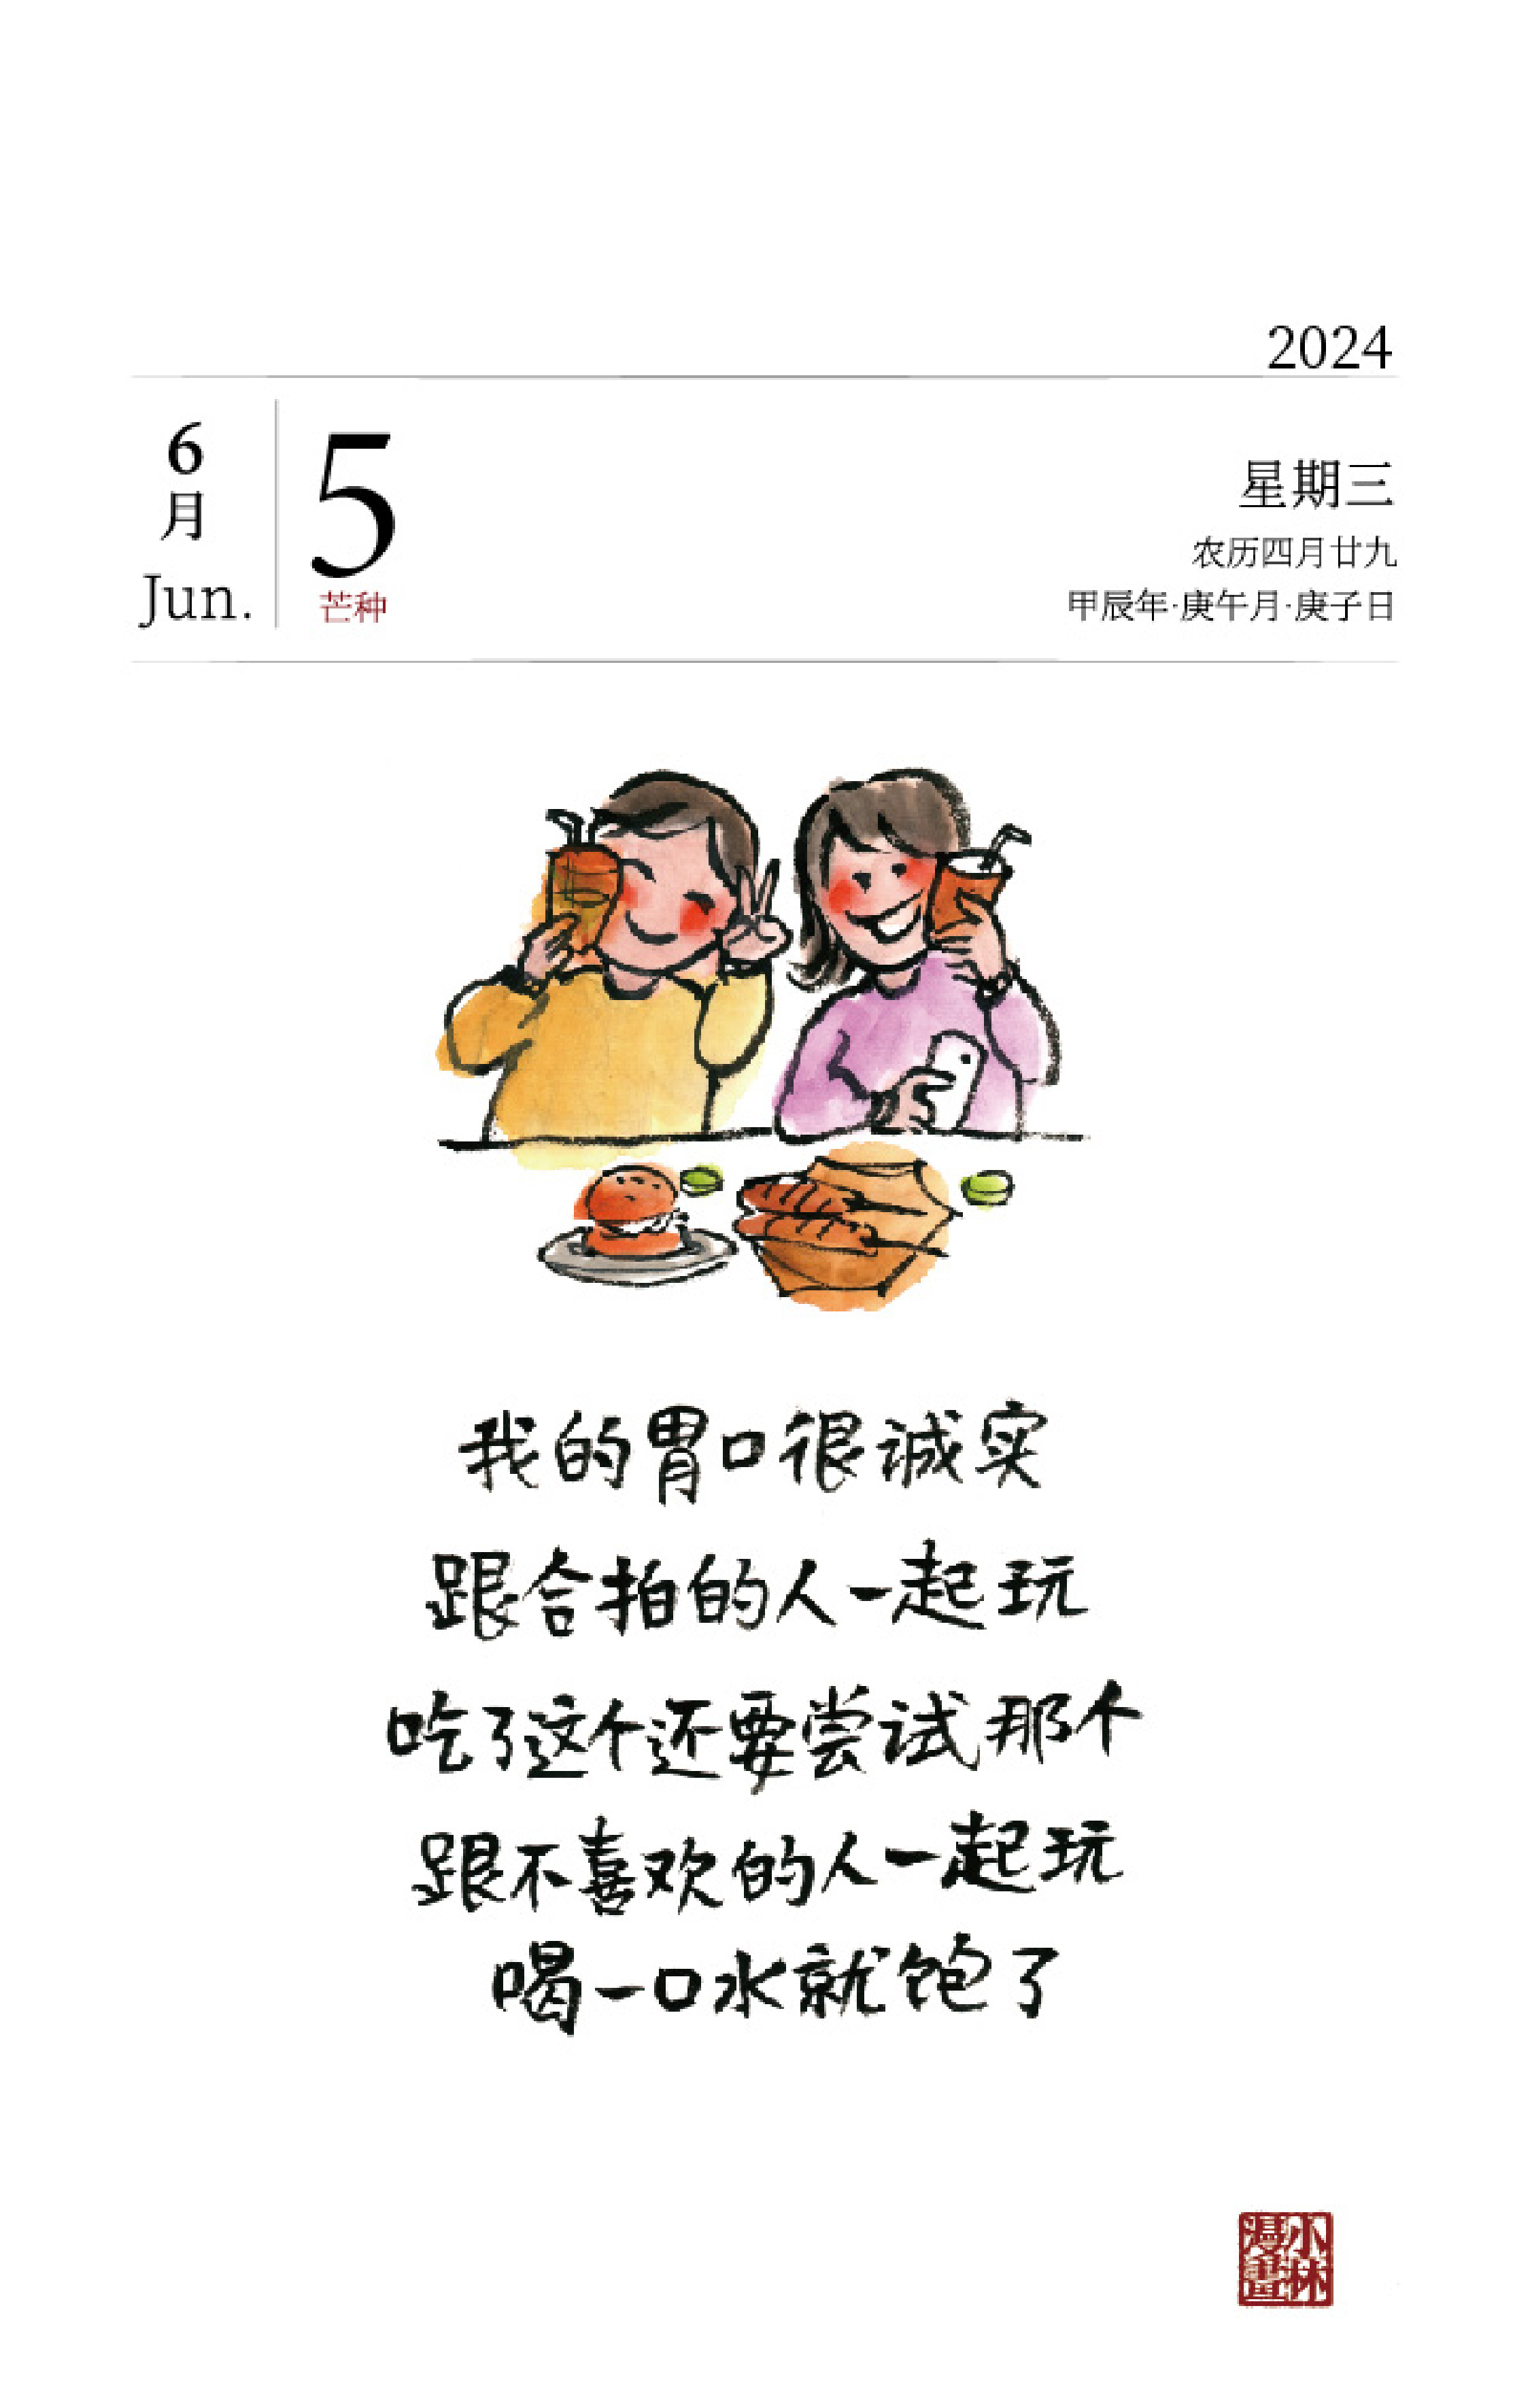 2024
6
月
Jun.
5
芒种
星期三
农历四月廿九
甲辰年·庚午月·庚子日
我的胃口很诚实
跟合拍的人一起玩
吃了这个还要尝试那个
跟不喜欢的人一起玩
喝一口水就饱了
小林
漫畫